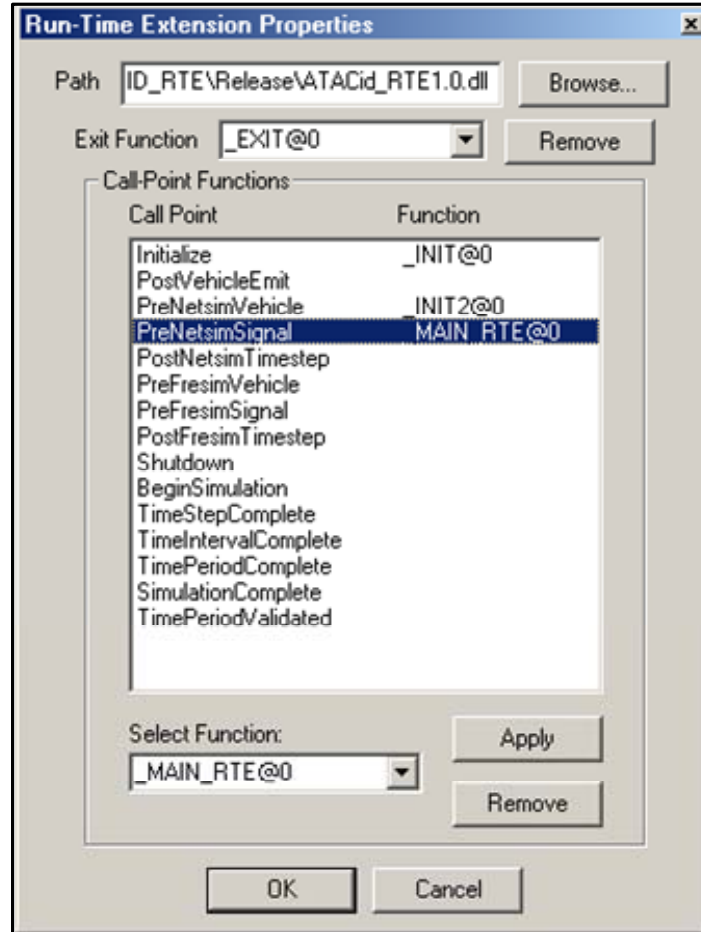 Run-Time Extension Properties
Path ID_RTE\Release\ATACid_RTE1.0.dll Browse...
Exit Function _EXIT@0 Remove
Call-Point Functions
Call Point Function
Initialize _INIT@0
PostVehicleEmit
PreNetsimVehicle _INIT2@0
PreNetsimSignal _MAIN_RTE@0
PostNetsimTimestep
PreFresimVehicle
PreFresimSignal
PostFresimTimestep
Shutdown
BeginSimulation
TimeStepComplete
TimeIntervalComplete
TimePeriodComplete
SimulationComplete
TimePeriodValidated
Select Function: Apply
_MAIN_RTE@0
Remove
OK Cancel